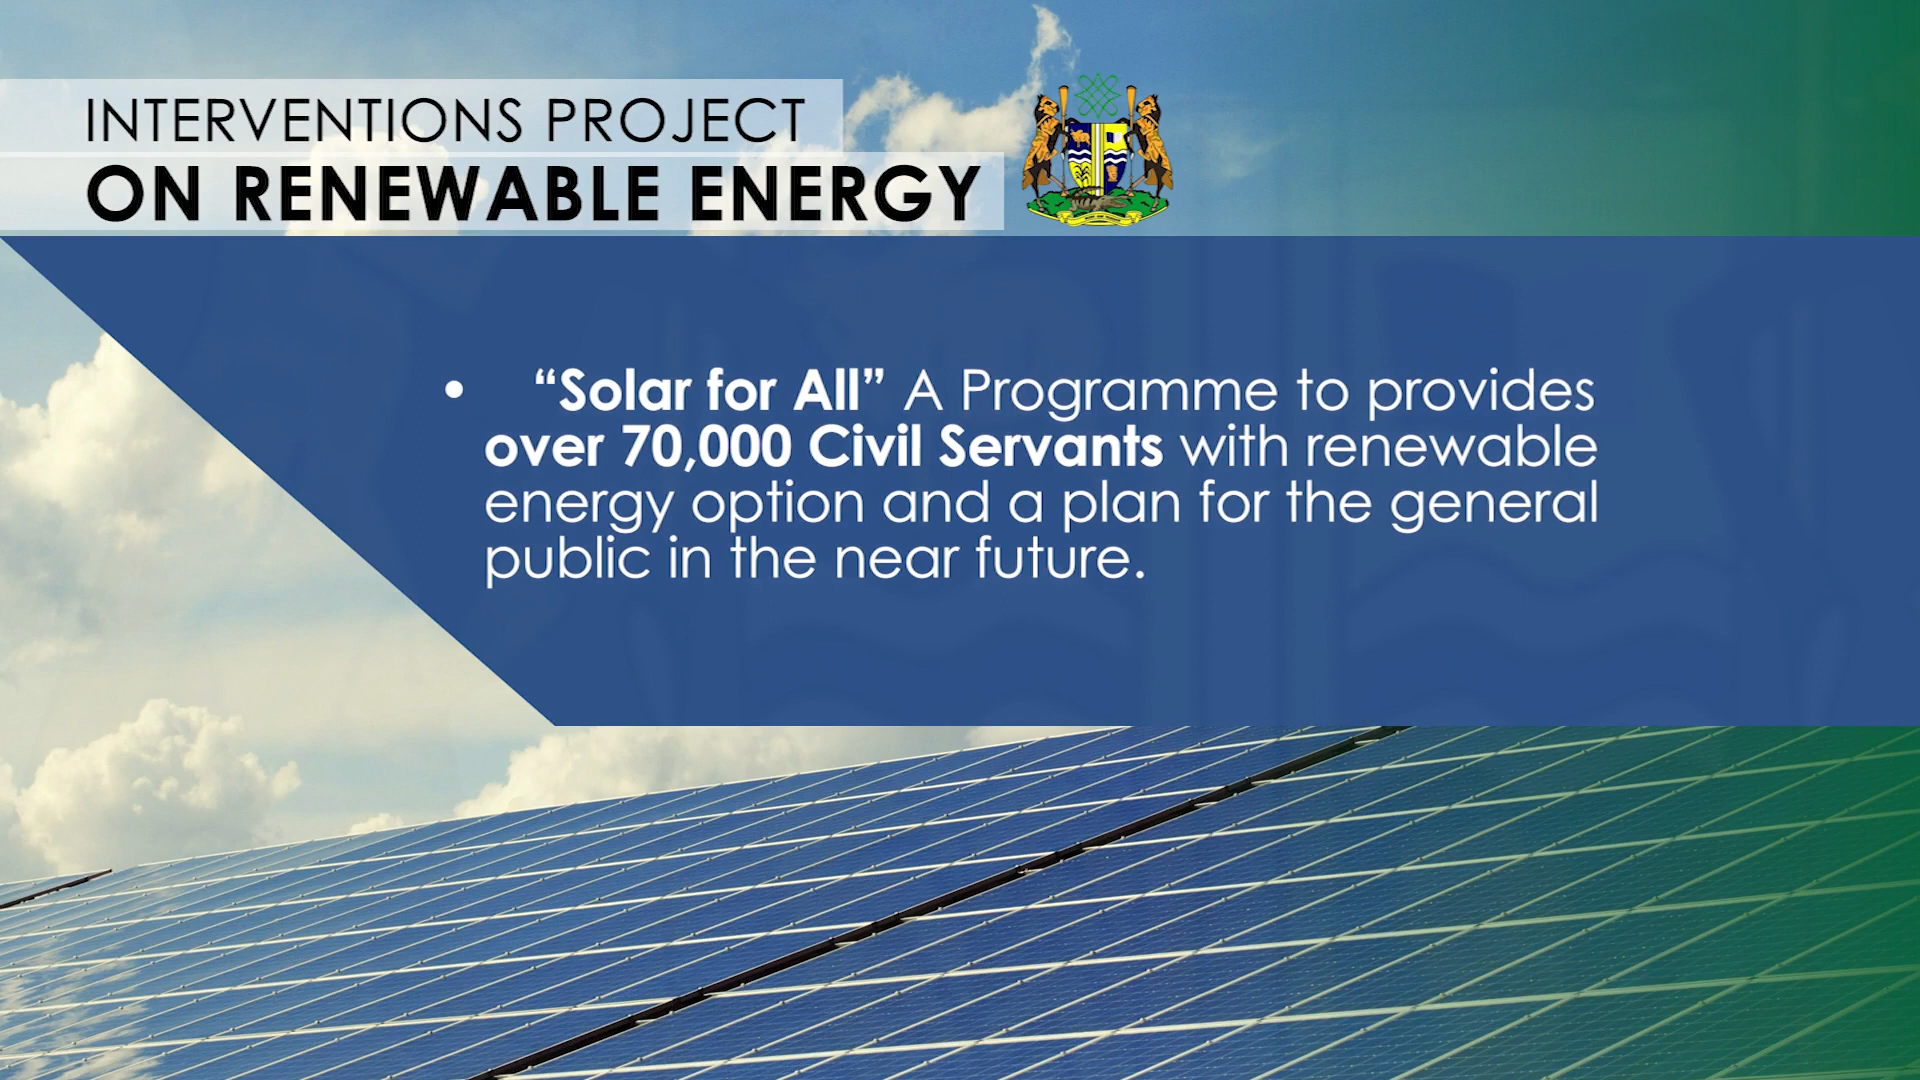 INTERVENTIONS PROJECT
ON RENEWABLE ENERGY
• “Solar for All” A Programme to provides
over 70,000 Civil Servants with renewable
energy option and a plan for the general
public in the near future.